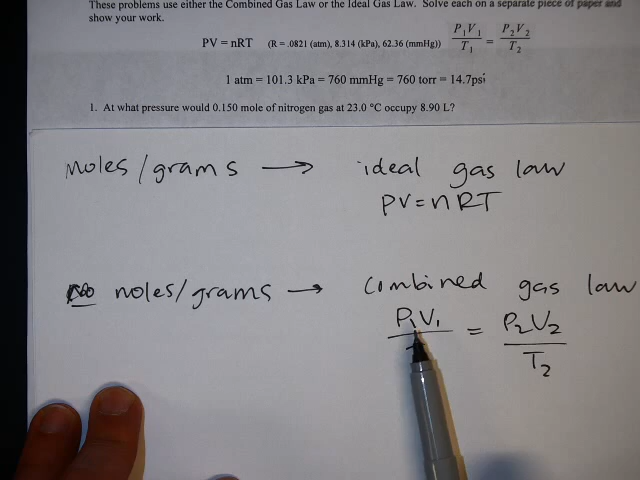 These problems use either the Combined Gas Law or the Ideal Gas Law. Solve each on a separate piece of paper and
show your work.
PV = nRT (R = .0821 (atm), 8.314 (kPa), 62.36 (mmHg)) P₁V₁/T₁ = P₂V₂/T₂
1 atm = 101.3 kPa = 760 mmHg = 760 torr = 14.7psi
1. At what pressure would 0.150 mole of nitrogen gas at 23.0 °C occupy 8.90 L?
moles/grams → ideal gas law
PV=nRT
no moles/grams → combined gas law
P₁V₁ = P₂V₂
T₂